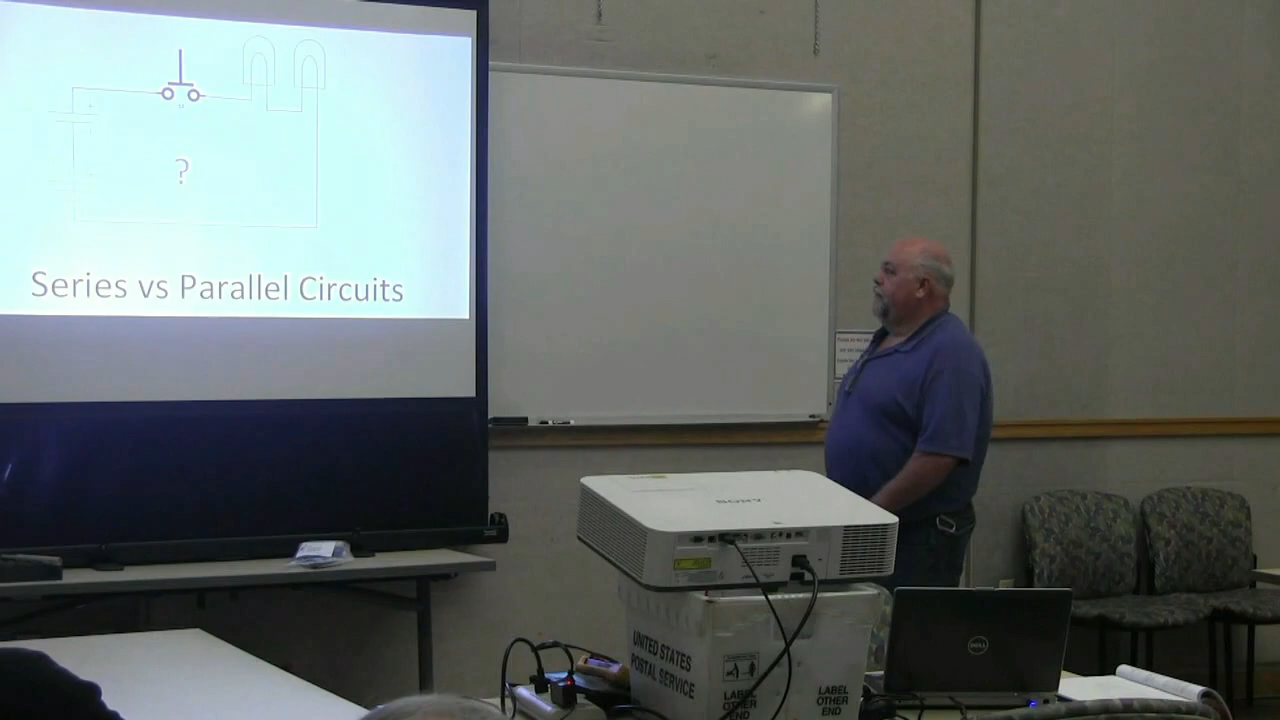 ?
Series vs Parallel Circuits
SONY
UNITED STATES
POSTAL SERVICE
LABEL
OTHER
END
LABEL
OTHER
END
DELL